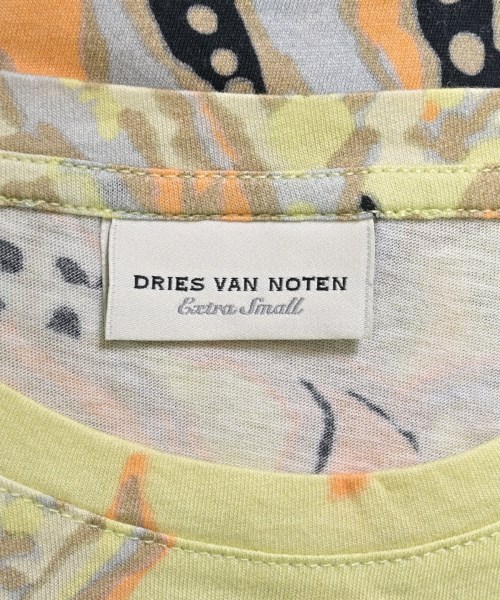 DRIES VAN NOTEN
Extra Small